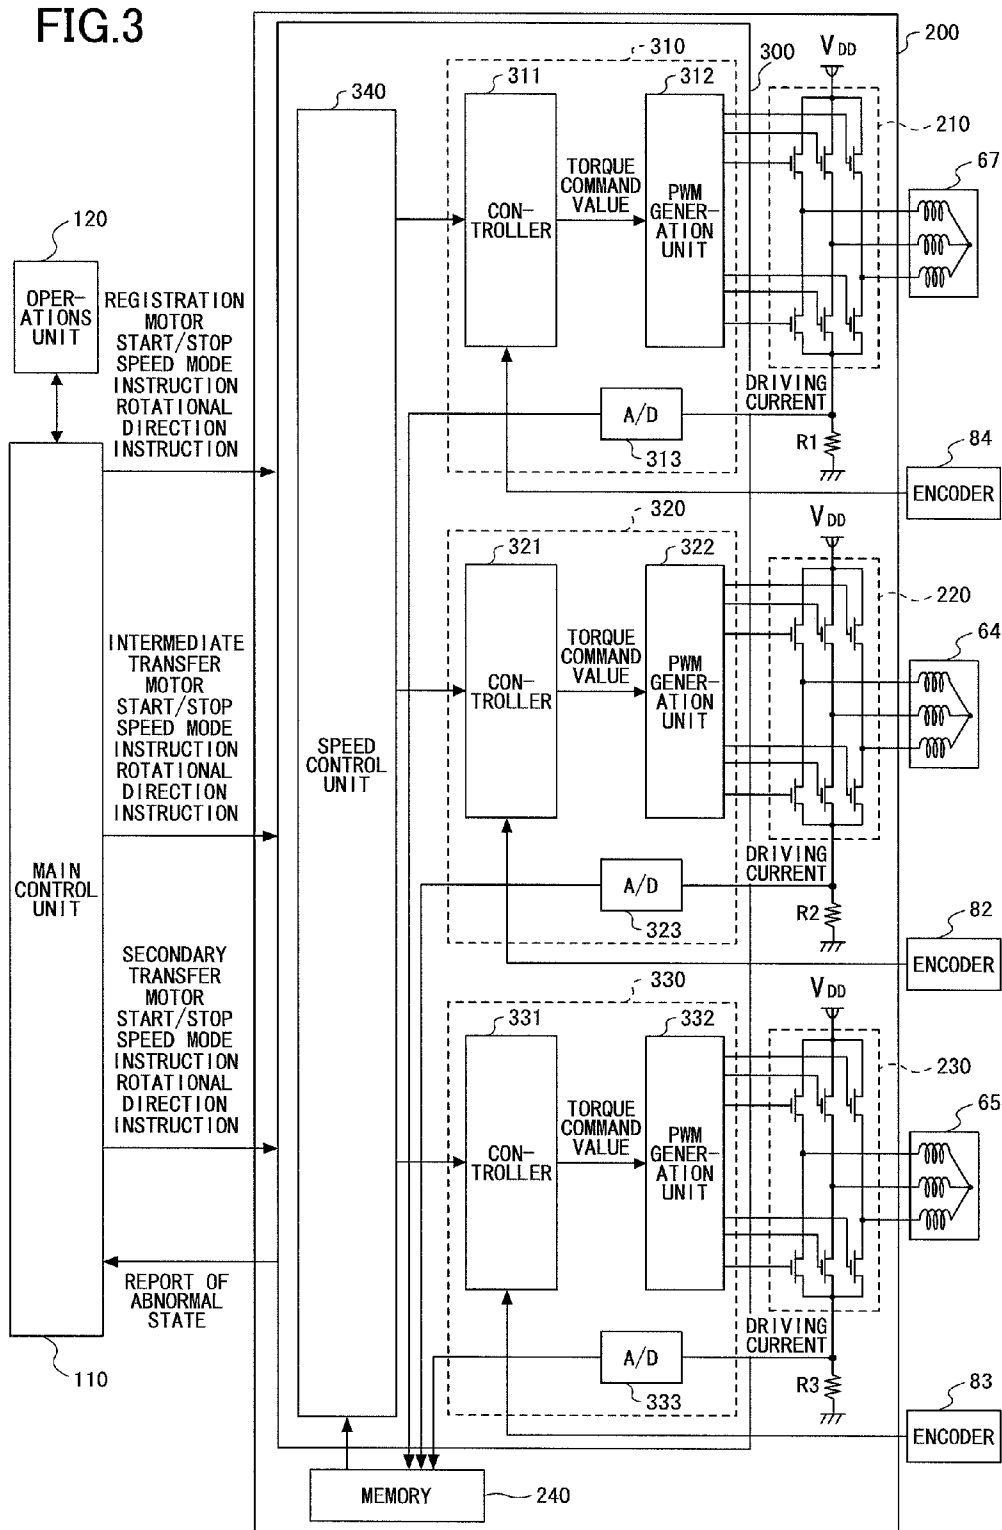 FIG.3
120
OPER-
ATIONS
UNIT
REGISTRATION
MOTOR
START/STOP
SPEED MODE
INSTRUCTION
ROTATIONAL
DIRECTION
INSTRUCTION
INTERMEDIATE
TRANSFER
MOTOR
START/STOP
SPEED MODE
INSTRUCTION
ROTATIONAL
DIRECTION
INSTRUCTION
MAIN
CONTROL
UNIT
SECONDARY
TRANSFER
MOTOR
START/STOP
SPEED MODE
INSTRUCTION
ROTATIONAL
DIRECTION
INSTRUCTION
REPORT OF
ABNORMAL
STATE
110
340
SPEED
CONTROL
UNIT
300
200
310
311
CON-
TROLLER
TORQUE
COMMAND
VALUE
312
PWM
GENER-
ATION
UNIT
A/D
313
VDD
210
67
DRIVING
CURRENT
R1
84
ENCODER
320
321
CON-
TROLLER
TORQUE
COMMAND
VALUE
322
PWM
GENER-
ATION
UNIT
A/D
323
VDD
220
64
DRIVING
CURRENT
R2
82
ENCODER
330
331
CON-
TROLLER
TORQUE
COMMAND
VALUE
332
PWM
GENER-
ATION
UNIT
A/D
333
VDD
230
65
DRIVING
CURRENT
R3
83
ENCODER
MEMORY
240